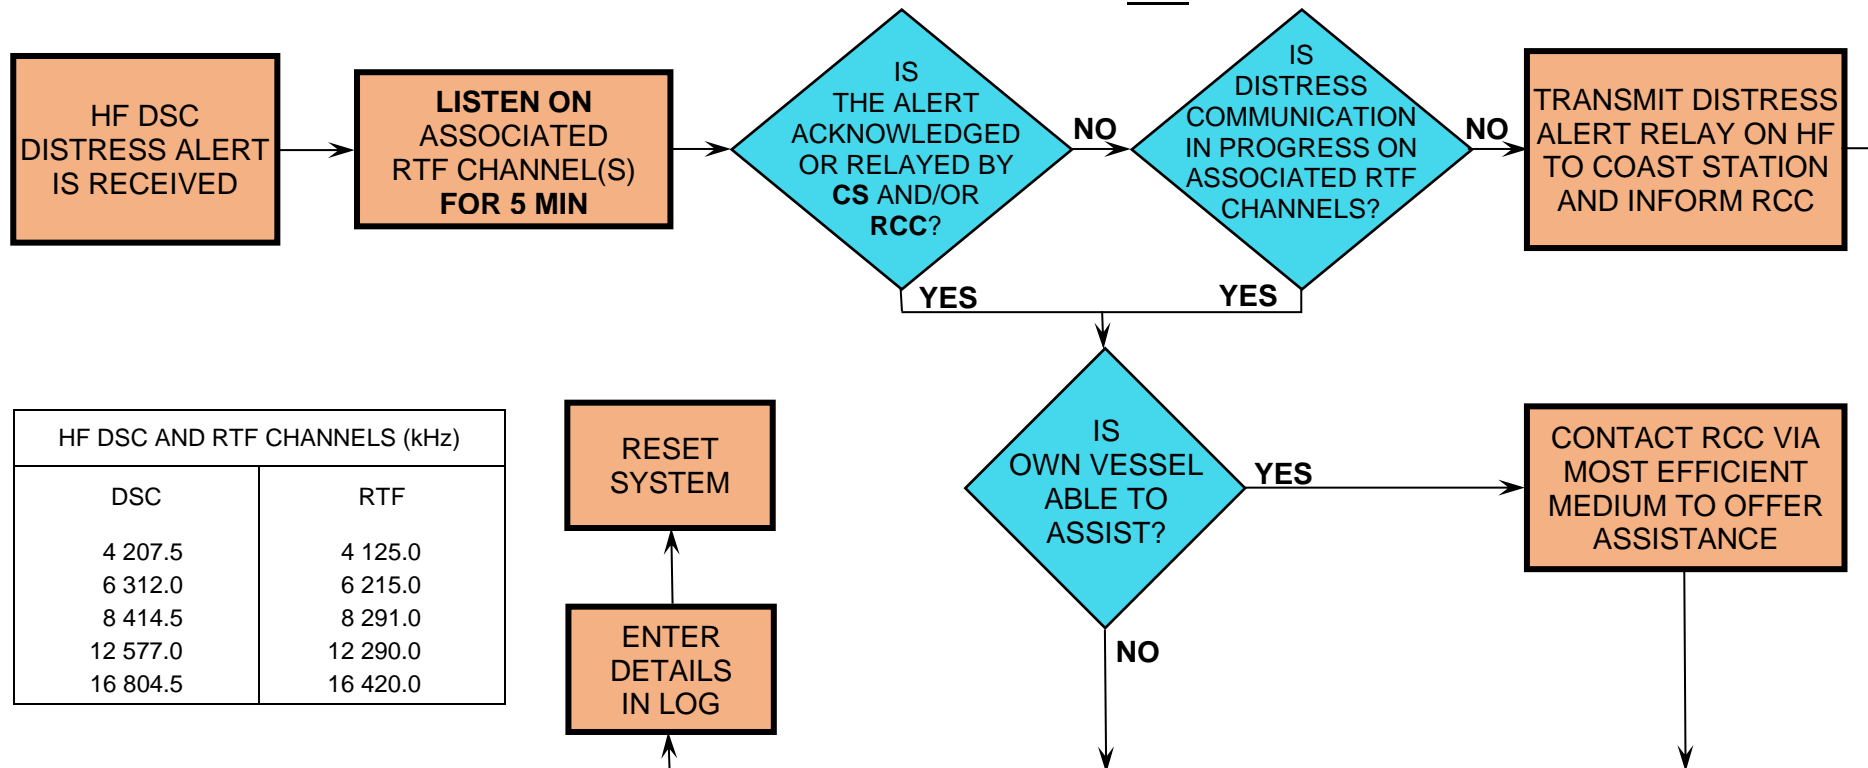 HF DSC
DISTRESS ALERT
IS RECEIVED
LISTEN ON
ASSOCIATED
RTF CHANNEL(S)
FOR 5 MIN
IS
THE ALERT
ACKNOWLEDGED
OR RELAYED BY
CS AND/OR
RCC?
NO
YES
IS
DISTRESS
COMMUNICATION
IN PROGRESS ON
ASSOCIATED RTF
CHANNELS?
NO
YES
TRANSMIT DISTRESS
ALERT RELAY ON HF
TO COAST STATION
AND INFORM RCC
HF DSC AND RTF CHANNELS (kHz)
DSC RTF
4 207.5 4 125.0
6 312.0 6 215.0
8 414.5 8 291.0
12 577.0 12 290.0
16 804.5 16 420.0
RESET
SYSTEM
ENTER
DETAILS
IN LOG
IS
OWN VESSEL
ABLE TO
ASSIST?
YES
NO
CONTACT RCC VIA
MOST EFFICIENT
MEDIUM TO OFFER
ASSISTANCE